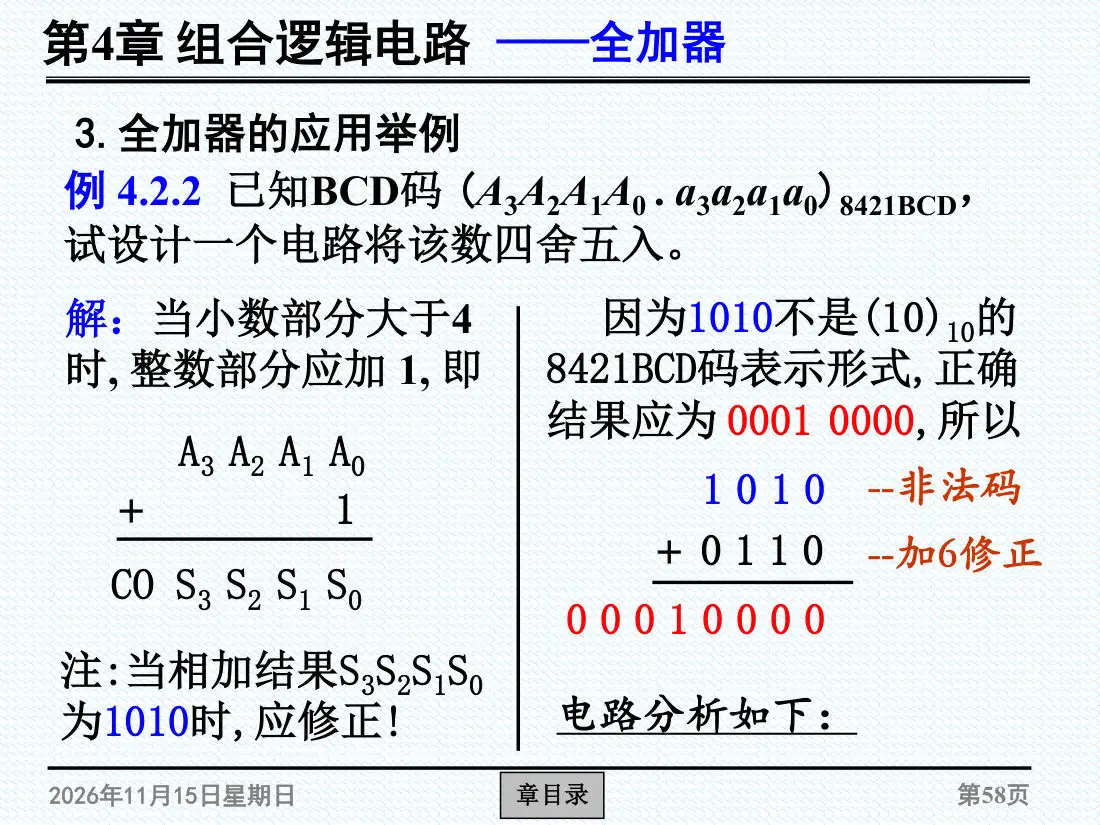 第4章 组合逻辑电路 ——全加器
3.全加器的应用举例
例 4.2.2 已知BCD码 (A₃A₂A₁A₀ . a₃a₂a₁a₀)₈₄₂₁BCD,
试设计一个电路将该数四舍五入。
解：当小数部分大于4
时,整数部分应加 1,即
A₃ A₂ A₁ A₀
+ 1
CO S₃ S₂ S₁ S₀
注:当相加结果S₃S₂S₁S₀
为1010时,应修正!
因为1010不是(10)₁₀的
8421BCD码表示形式,正确
结果应为 0001 0000,所以
1 0 1 0 --非法码
+ 0 1 1 0 --加6修正
0 0 0 1 0 0 0 0
电路分析如下：
2026年11月15日星期日 章目录 第58页